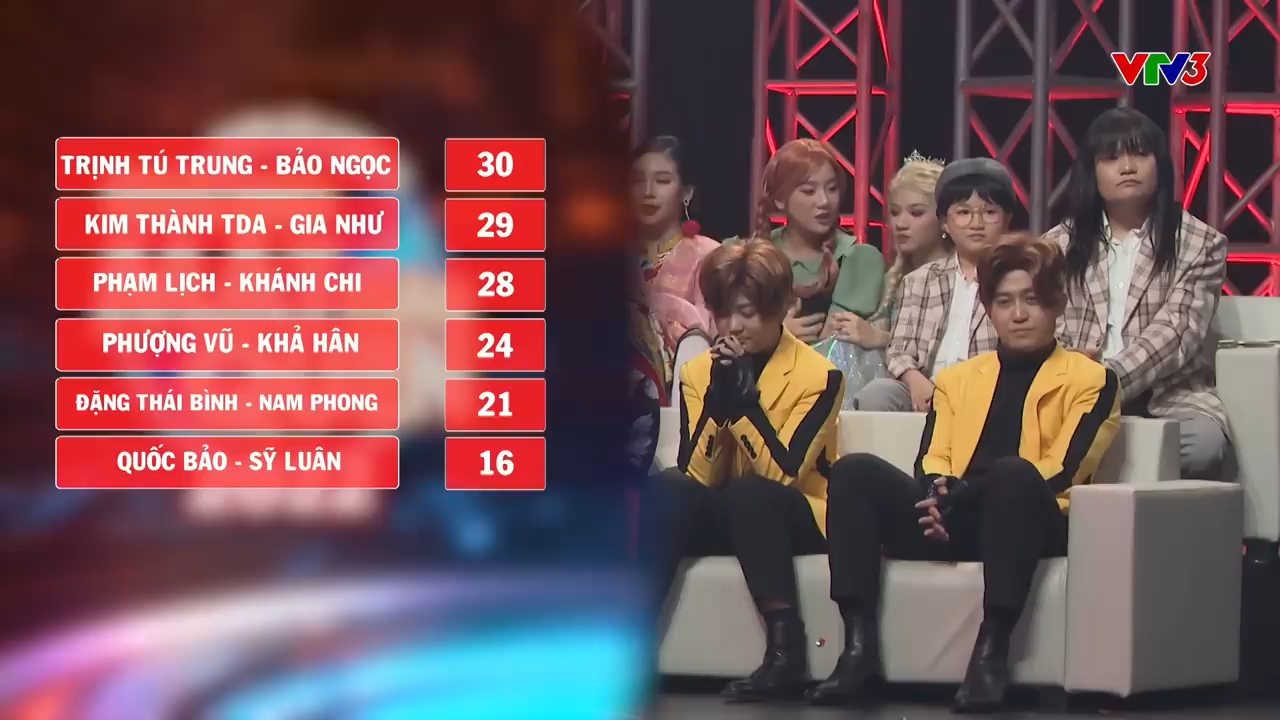 VTV3
TRỊNH TÚ TRUNG - BẢO NGỌC 30
KIM THÀNH TDA - GIA NHƯ 29
PHẠM LỊCH - KHÁNH CHI 28
PHƯỢNG VŨ - KHẢ HÂN 24
ĐẶNG THÁI BÌNH - NAM PHONG 21
QUỐC BẢO - SỸ LUÂN 16